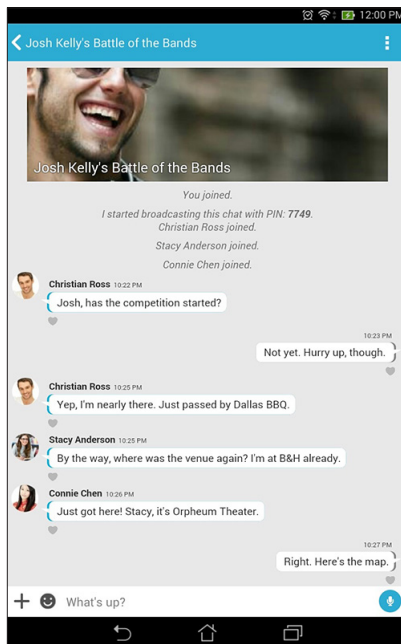 12:00 PM
Josh Kelly's Battle of the Bands
Josh Kelly's Battle of the Bands
You joined.
I started broadcasting this chat with PIN: 7749.
Christian Ross joined.
Stacy Anderson joined.
Connie Chen joined.
Christian Ross 10:22 PM
Josh, has the competition started?
10:23 PM
Not yet. Hurry up, though.
Christian Ross 10:25 PM
Yep, I'm nearly there. Just passed by Dallas BBQ.
Stacy Anderson 10:25 PM
By the way, where was the venue again? I'm at B&H already.
Connie Chen 10:26 PM
Just got here! Stacy, it's Orpheum Theater.
10:27 PM
Right. Here's the map.
What's up?